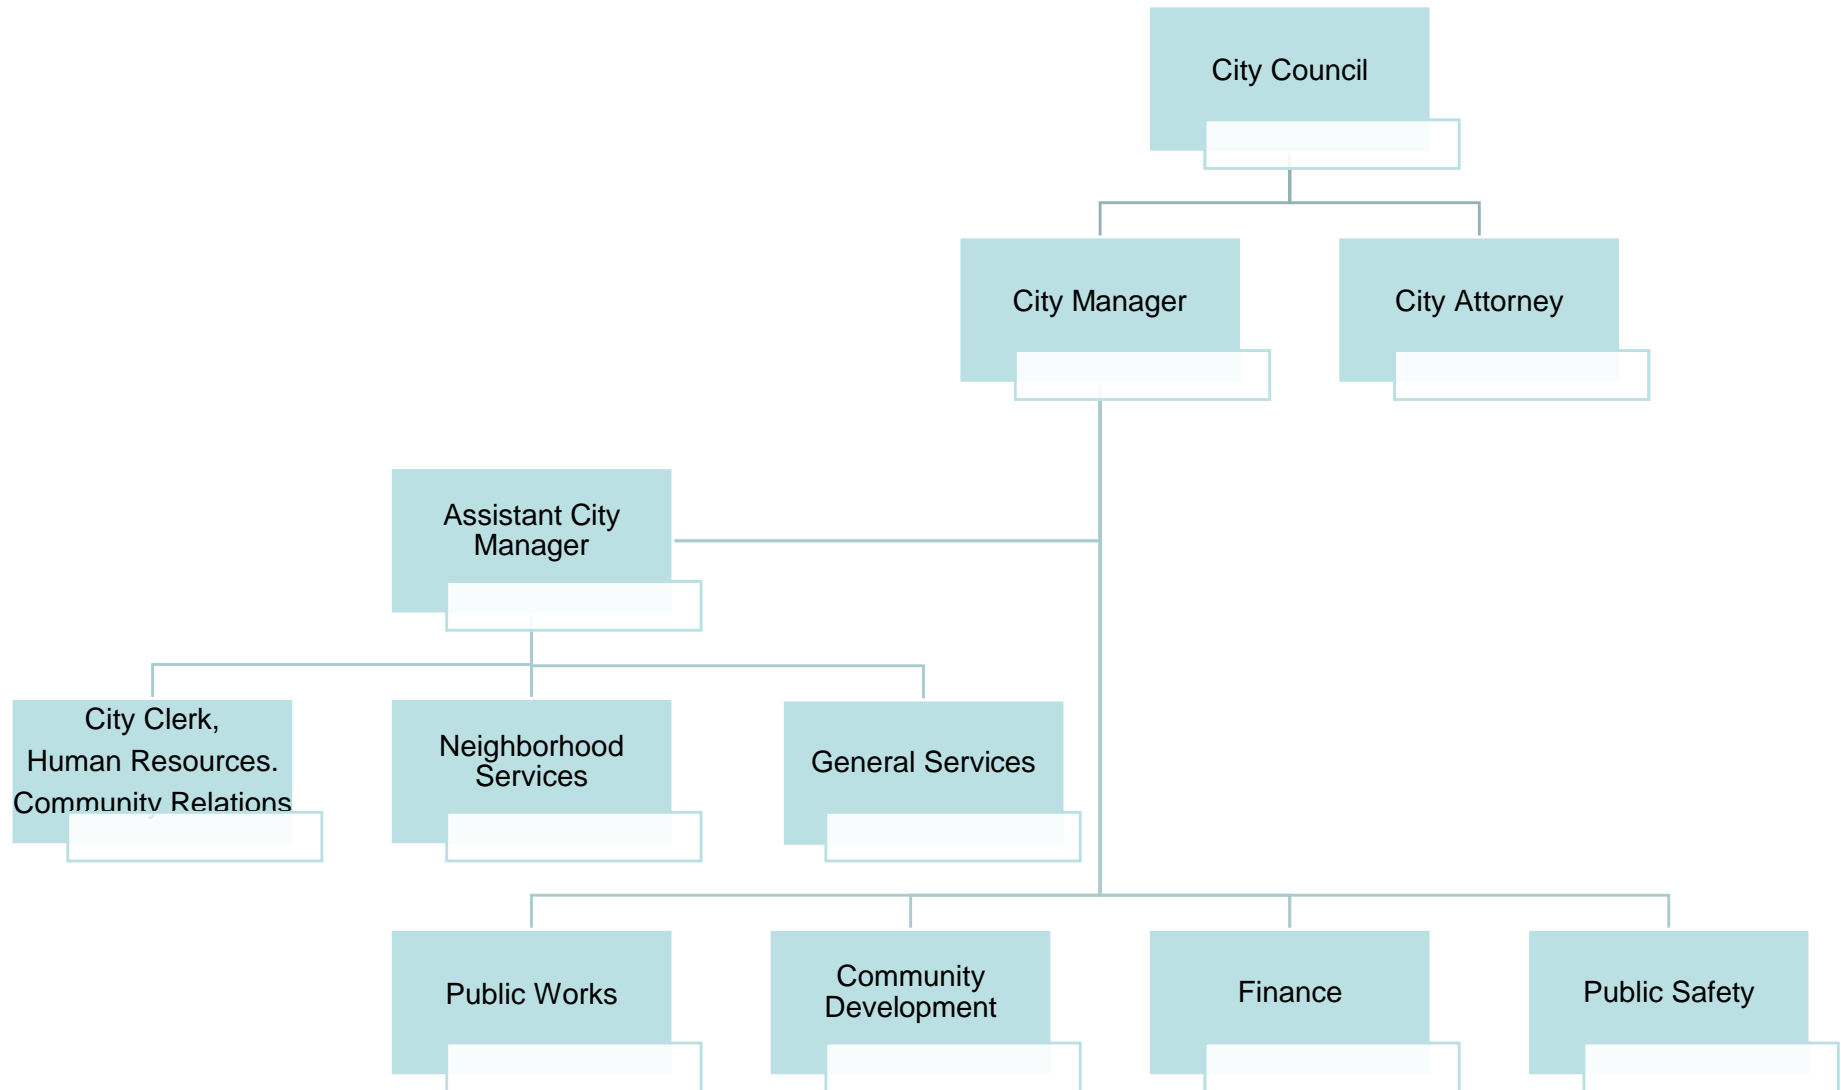 City Council
City Manager
City Attorney
Assistant City
Manager
City Clerk,
Human Resources.
Community Relations
Neighborhood
Services
General Services
Public Works
Community
Development
Finance
Public Safety